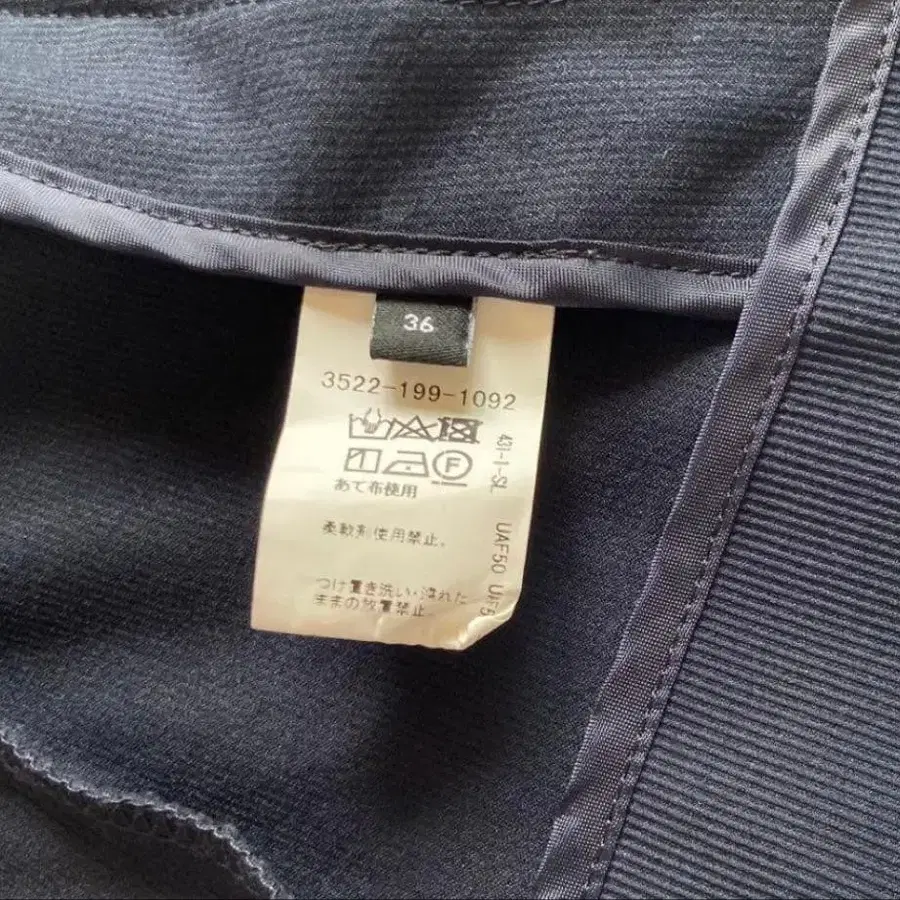 36
3522-199-1092
F
あて布使用
柔軟剤使用禁止。
つけ置き洗い・濡れた
ままの放置禁止。
431-1-SL UAF50 UF5